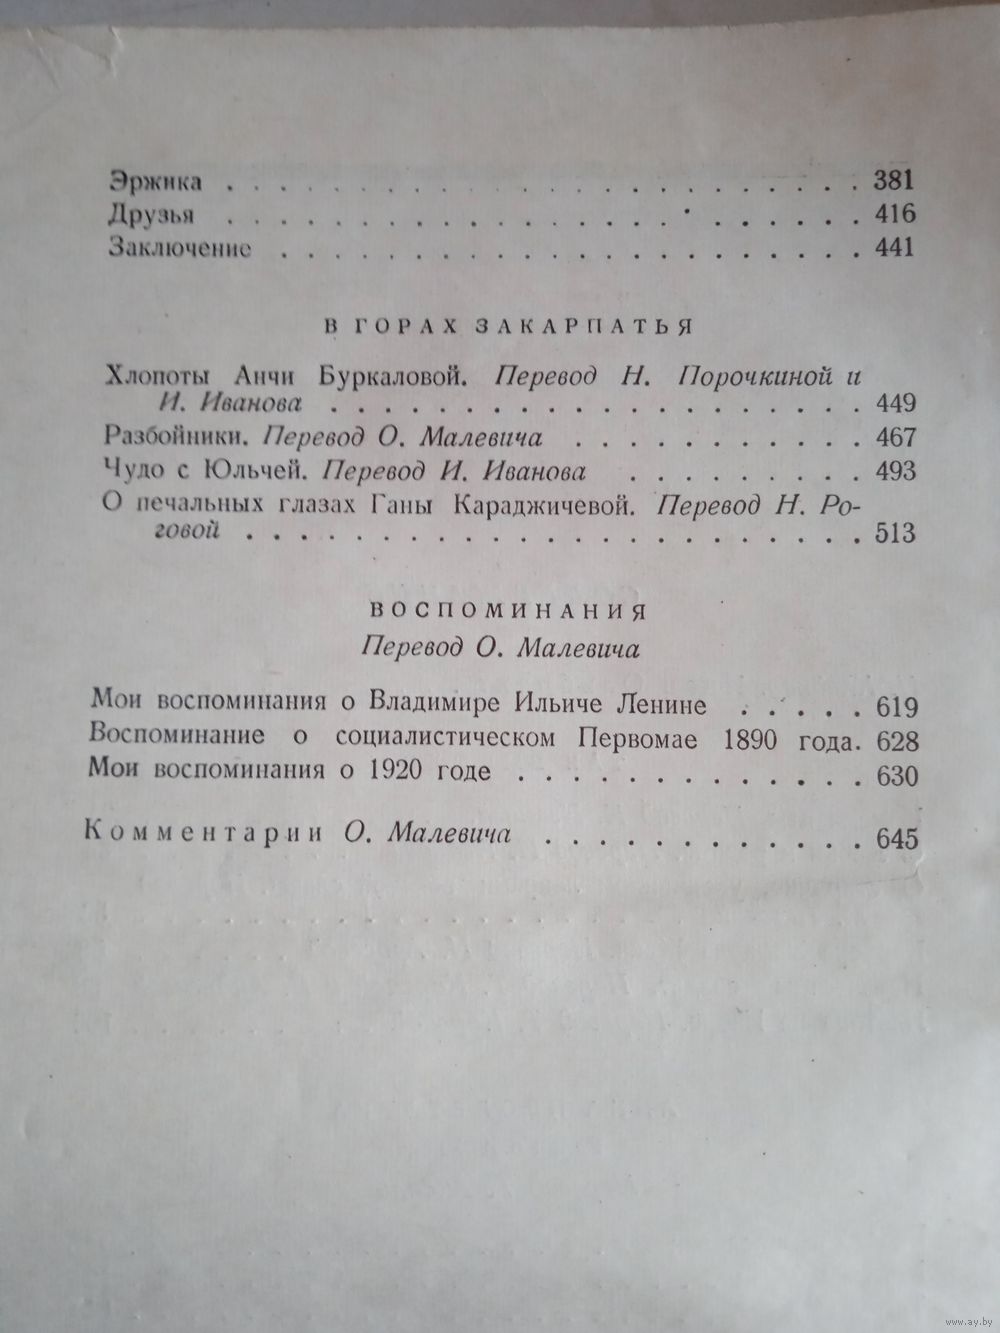 Эржика . . . . . . . . . . . . . . . . . . . . . . . . 381
Друзья . . . . . . . . . . . . . . . . . . . . . . . . 416
Заключение . . . . . . . . . . . . . . . . . . . . . . 441
В ГОРАХ ЗАКАРПАТЬЯ
Хлопоты Анчи Буркаловой. Перевод Н. Порочкиной и
И. Иванова . . . . . . . . . . . . . . . . . . . . . 449
Разбойники. Перевод О. Малевича . . . . . . . . . . . 467
Чудо с Юльчей. Перевод И. Иванова . . . . . . . . . 493
О печальных глазах Ганы Караджичевой. Перевод Н. Ро-
говой . . . . . . . . . . . . . . . . . . . . . . . . 513
ВОСПОМИНАНИЯ
Перевод О. Малевича
Мои воспоминания о Владимире Ильиче Ленине . . . . . 619
Воспоминание о социалистическом Первомае 1890 года. 628
Мои воспоминания о 1920 годе . . . . . . . . . . . . . 630
Комментарии О. Малевича . . . . . . . . . . . . 645
www.ay.by